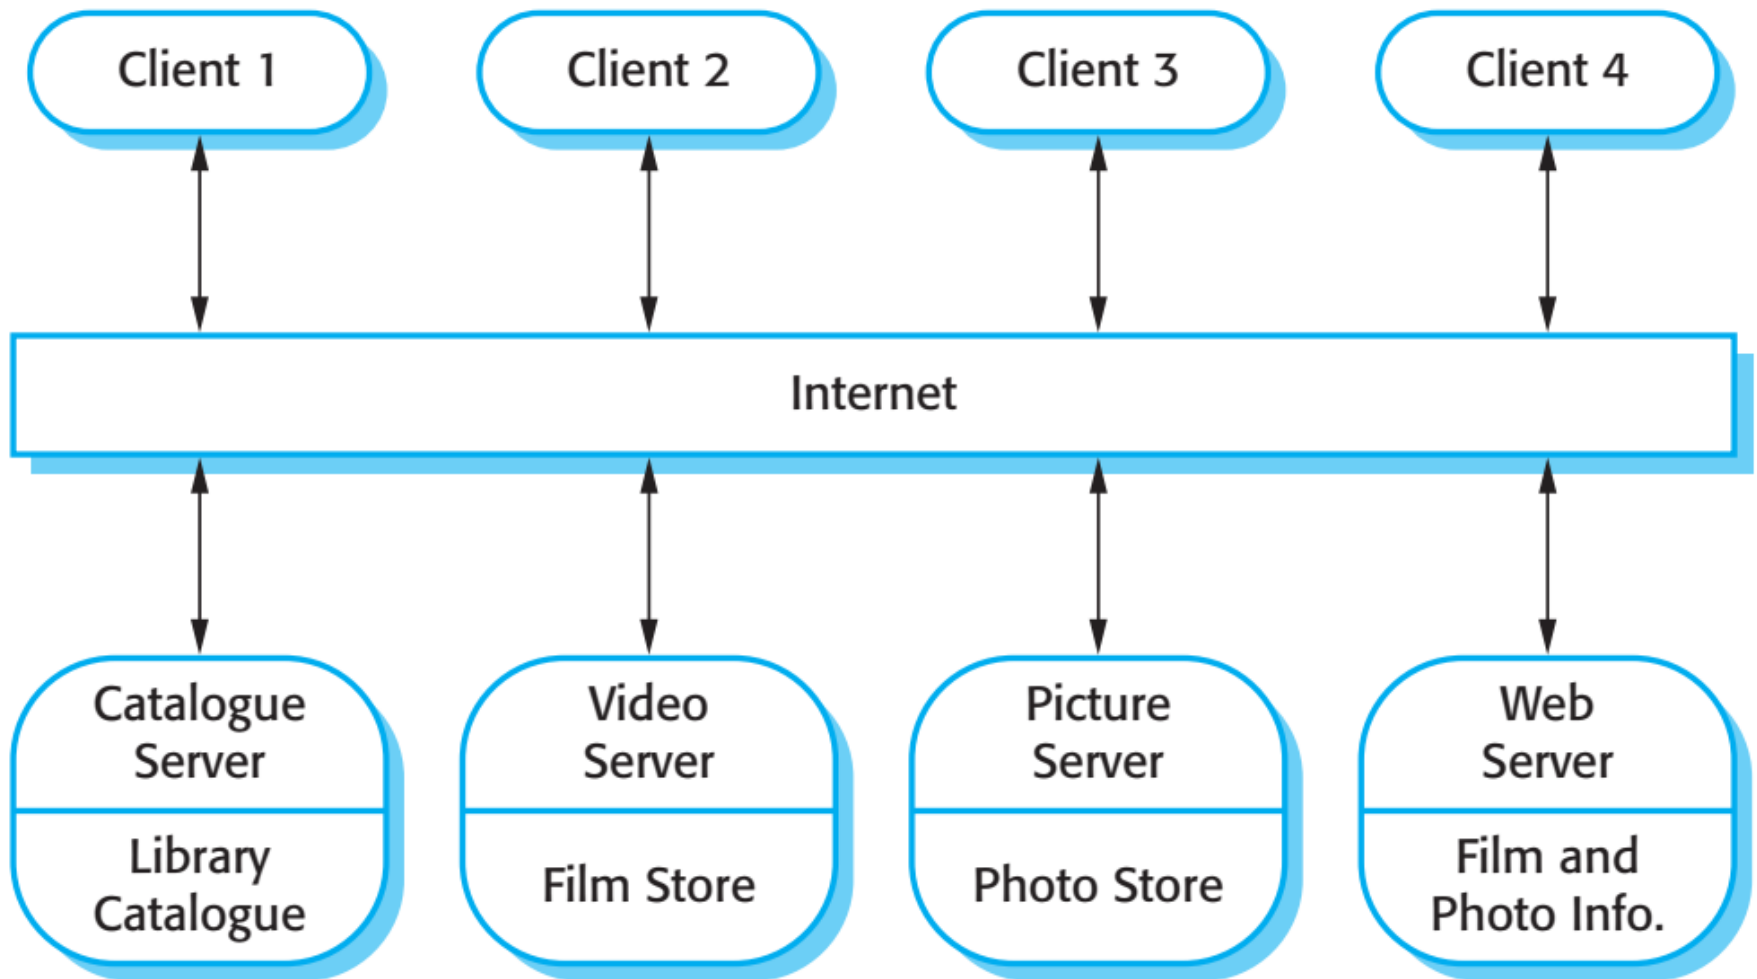 Client 1
Client 2
Client 3
Client 4
Internet
Catalogue
Server
Library
Catalogue
Video
Server
Film Store
Picture
Server
Photo Store
Web
Server
Film and
Photo Info.